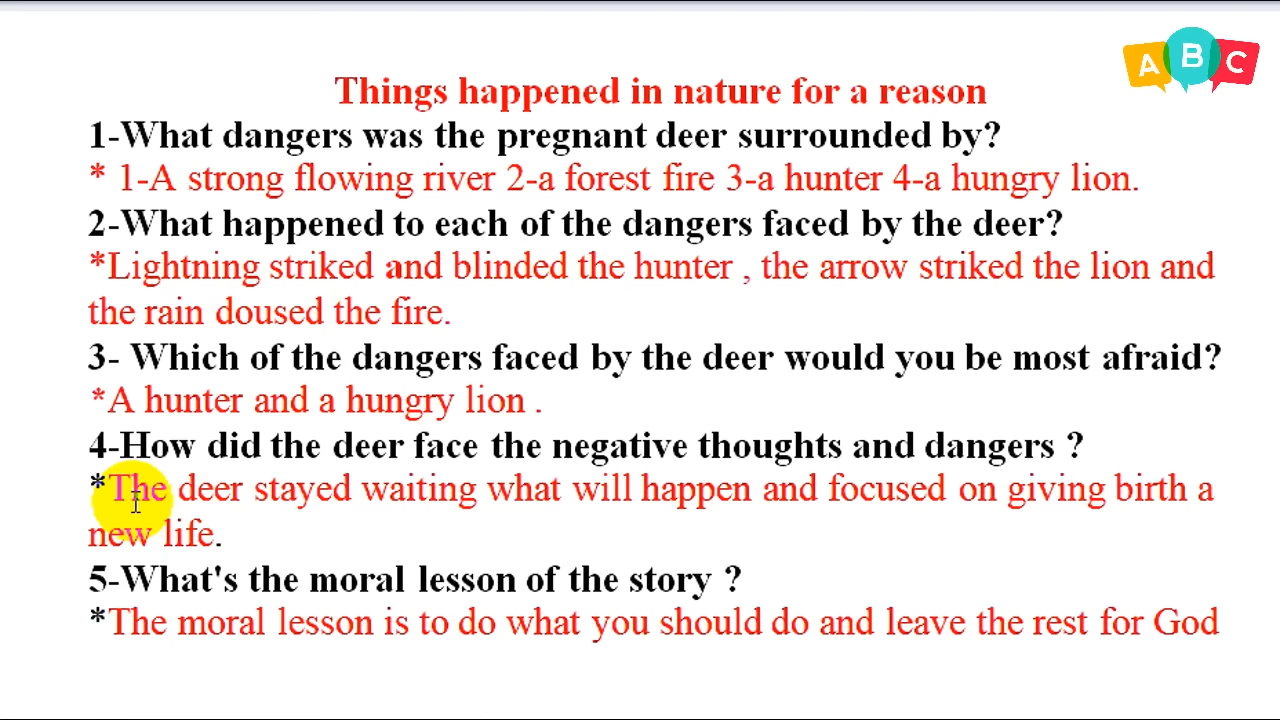 A B C
Things happened in nature for a reason
1-What dangers was the pregnant deer surrounded by?
* 1-A strong flowing river 2-a forest fire 3-a hunter 4-a hungry lion.
2-What happened to each of the dangers faced by the deer?
*Lightning striked and blinded the hunter , the arrow striked the lion and
the rain doused the fire.
3- Which of the dangers faced by the deer would you be most afraid?
*A hunter and a hungry lion .
4-How did the deer face the negative thoughts and dangers ?
*The deer stayed waiting what will happen and focused on giving birth a
new life.
5-What's the moral lesson of the story ?
*The moral lesson is to do what you should do and leave the rest for God